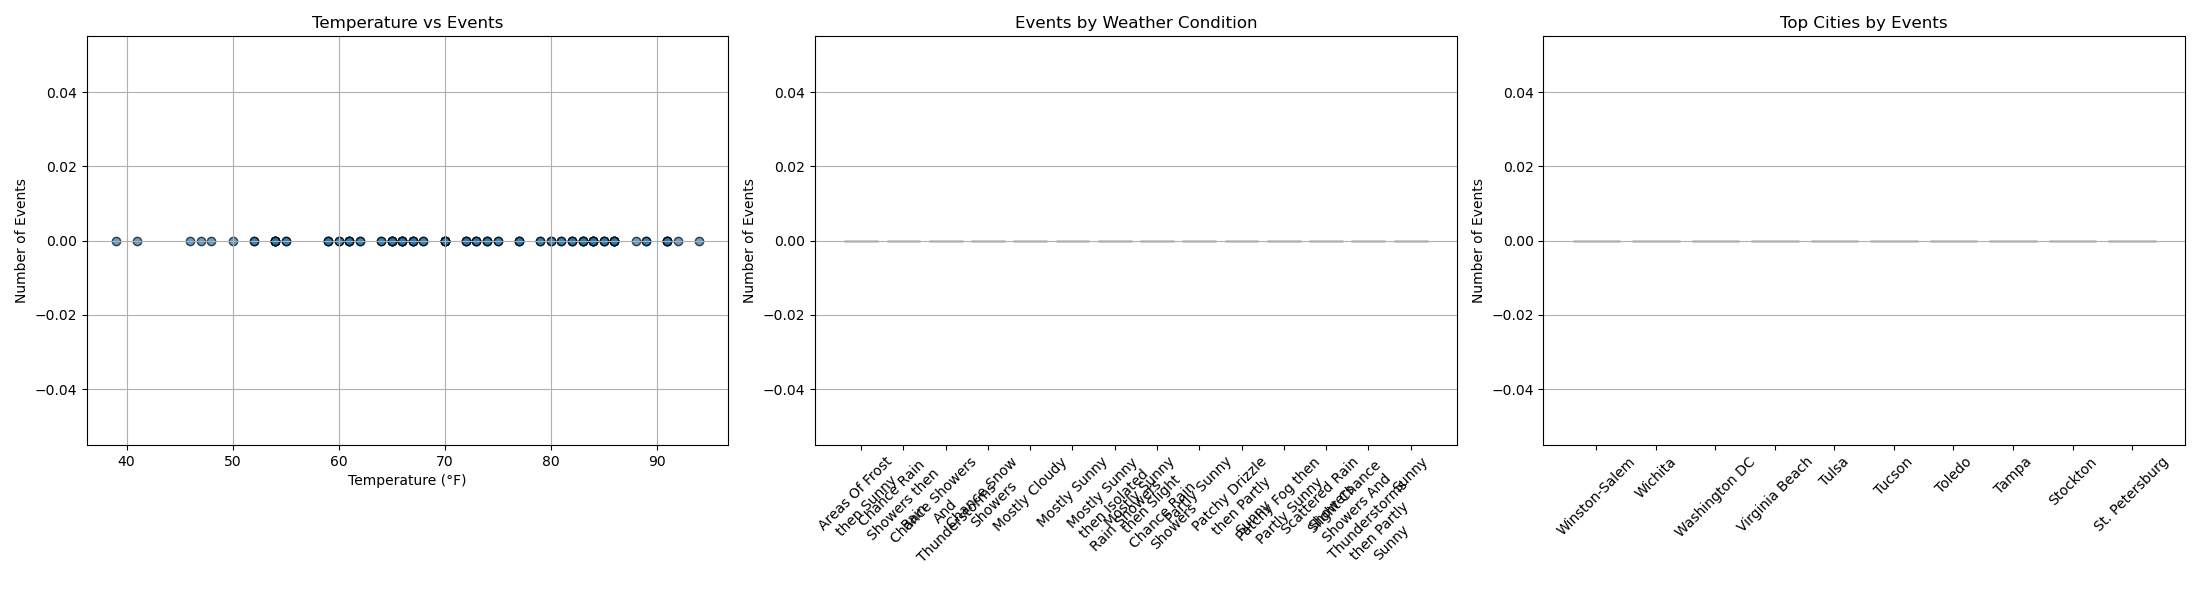 Temperature vs Events
0.04
0.02
0.00
−0.02
−0.04
Number of Events
40 50 60 70 80 90
Temperature (°F)
Events by Weather Condition
0.04
0.02
0.00
−0.02
−0.04
Number of Events
Areas Of Frost
then Sunny
Chance Rain
Showers then
Rain
Chance Showers
And
Thunderstorms
Chance Snow
Showers
Mostly Cloudy
Mostly Sunny
Mostly Sunny
then Isolated
Rain Showers
Mostly Sunny
then Slight
Chance Rain
Showers
Partly Sunny
Patchy Drizzle
then Partly
Sunny
Patchy Fog then
Partly Sunny
Scattered Rain
Showers
Slight Chance
Showers And
Thunderstorms
then Partly
Sunny
Sunny
Top Cities by Events
0.04
0.02
0.00
−0.02
−0.04
Number of Events
Winston-Salem
Wichita
Washington DC
Virginia Beach
Tulsa
Tucson
Toledo
Tampa
Stockton
St. Petersburg